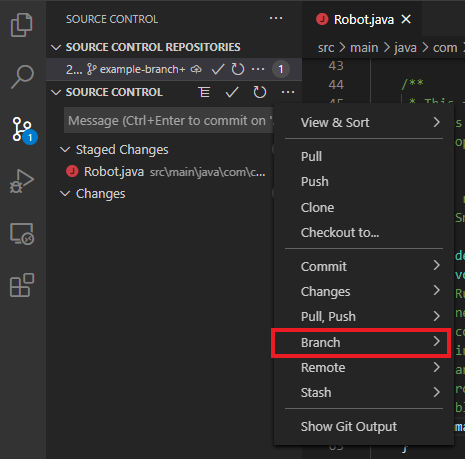 SOURCE CONTROL
SOURCE CONTROL REPOSITORIES
2... example-branch+ 1
SOURCE CONTROL
Message (Ctrl+Enter to commit on '
Staged Changes
J Robot.java src\main\java\com\c...
Changes
1
J Robot.java
src > main > java > com
43
44 /**
45 * This
View & Sort
Pull
Push
Clone
Checkout to...
Commit
Changes
Pull, Push
Branch
Remote
Stash
Show Git Output
}